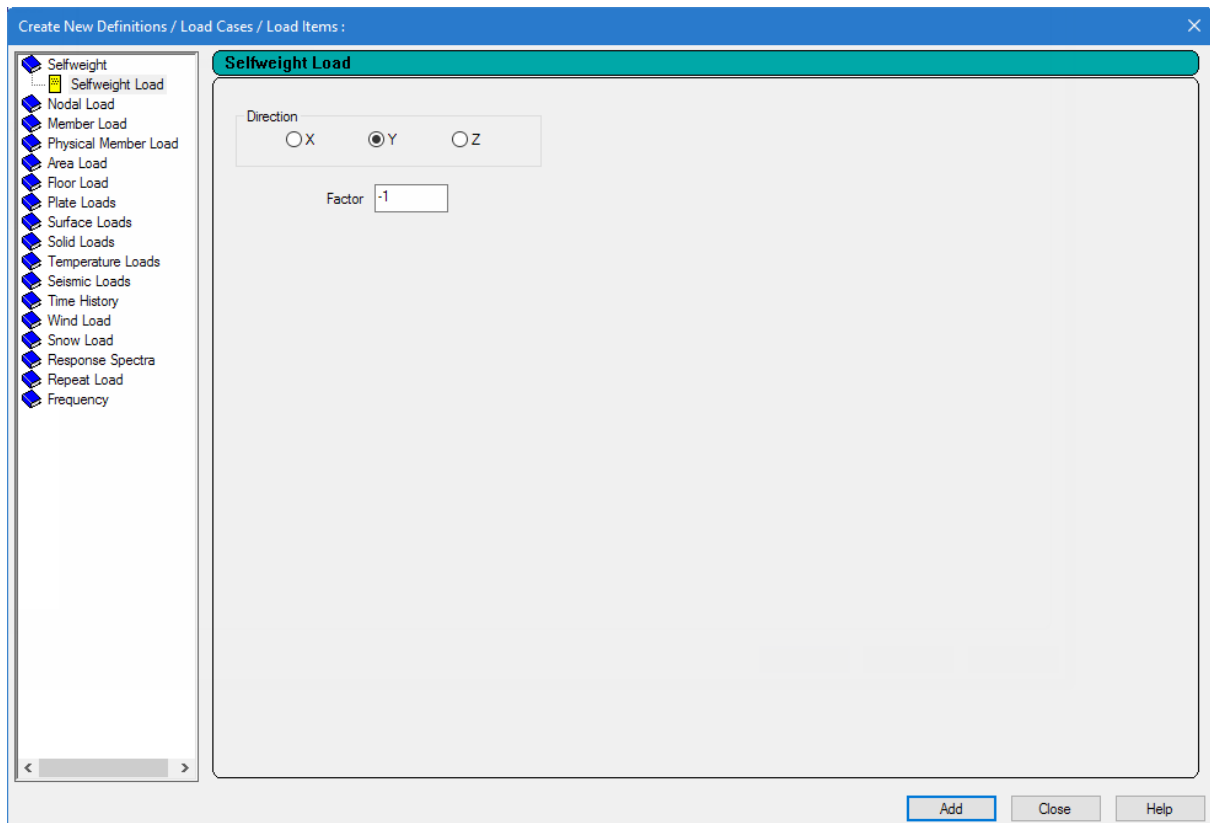 Create New Definitions / Load Cases / Load Items :
Selfweight
Selfweight Load
Nodal Load
Member Load
Physical Member Load
Area Load
Floor Load
Plate Loads
Surface Loads
Solid Loads
Temperature Loads
Seismic Loads
Time History
Wind Load
Snow Load
Response Spectra
Repeat Load
Frequency
Selfweight Load
Direction
X Y Z
Factor -1
Add Close Help